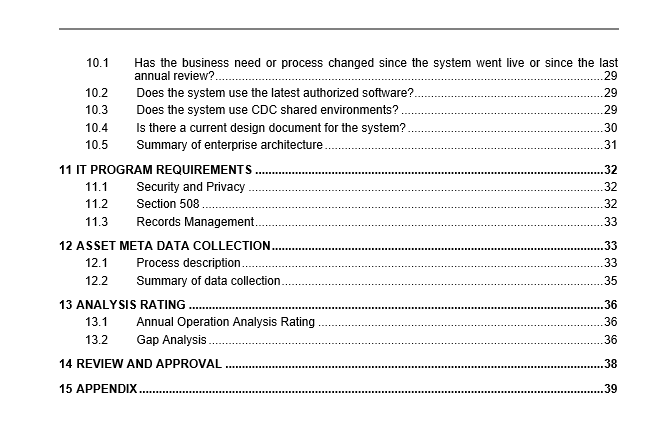 10.1 Has the business need or process changed since the system went live or since the last
annual review?..........29
10.2 Does the system use the latest authorized software?..........29
10.3 Does the system use CDC shared environments?..........29
10.4 Is there a current design document for the system?..........30
10.5 Summary of enterprise architecture..........31
11 IT PROGRAM REQUIREMENTS..........32
11.1 Security and Privacy..........32
11.2 Section 508..........32
11.3 Records Management..........33
12 ASSET META DATA COLLECTION..........33
12.1 Process description..........33
12.2 Summary of data collection..........35
13 ANALYSIS RATING..........36
13.1 Annual Operation Analysis Rating..........36
13.2 Gap Analysis..........36
14 REVIEW AND APPROVAL..........38
15 APPENDIX..........39